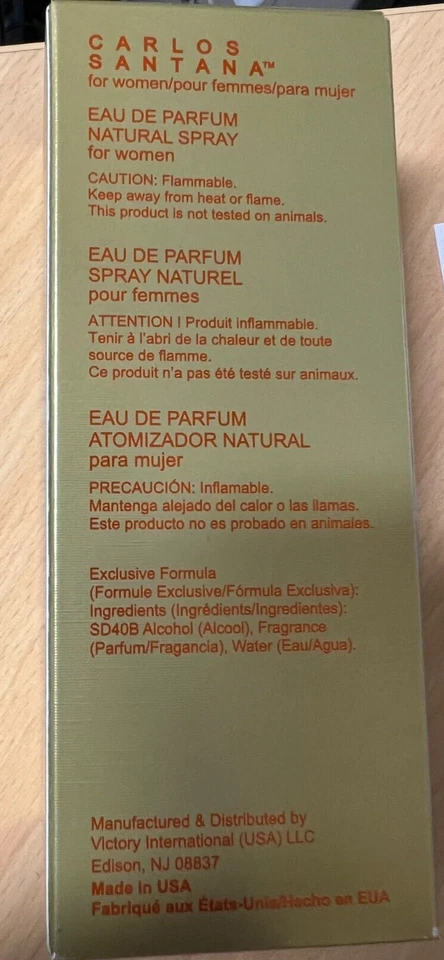 CARLOS
SANTANA™
for women/pour femmes/para mujer
EAU DE PARFUM
NATURAL SPRAY
for women
CAUTION: Flammable.
Keep away from heat or flame.
This product is not tested on animals.
EAU DE PARFUM
SPRAY NATUREL
pour femmes
ATTENTION ! Produit inflammable.
Tenir à l'abri de la chaleur et de toute
source de flamme.
Ce produit n'a pas été testé sur animaux.
EAU DE PARFUM
ATOMIZADOR NATURAL
para mujer
PRECAUCIÓN: Inflamable.
Mantenga alejado del calor o las llamas.
Este producto no es probado en animales.
Exclusive Formula
(Formule Exclusive/Fórmula Exclusiva):
Ingredients (Ingrédients/Ingredientes):
SD40B Alcohol (Alcool), Fragrance
(Parfum/Fragancia), Water (Eau/Agua).
Manufactured & Distributed by
Victory International (USA) LLC
Edison, NJ 08837
Made in USA
Fabriqué aux États-Unis/Hecho en EUA